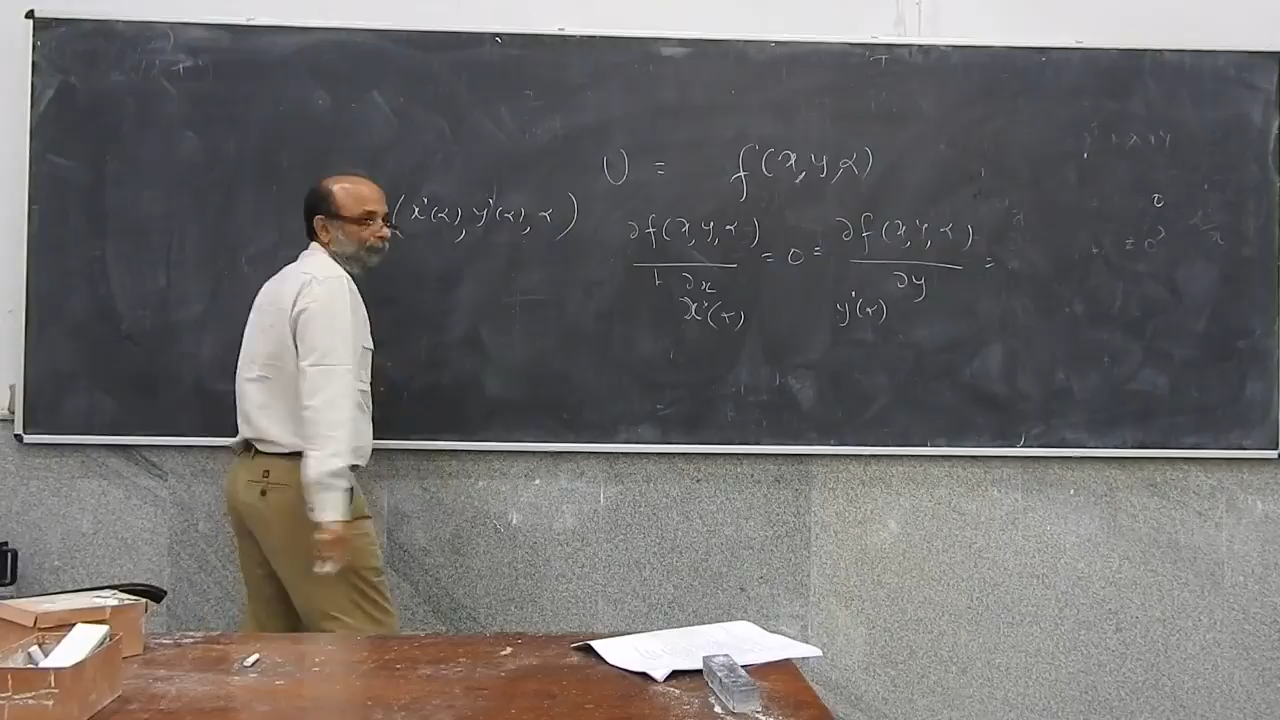 U = f(x, y, α)
(x*(α), y*(α), α)
∂f(x, y, α)/∂x = 0 = ∂f(x, y, α)/∂y =
x*(α) y*(α)